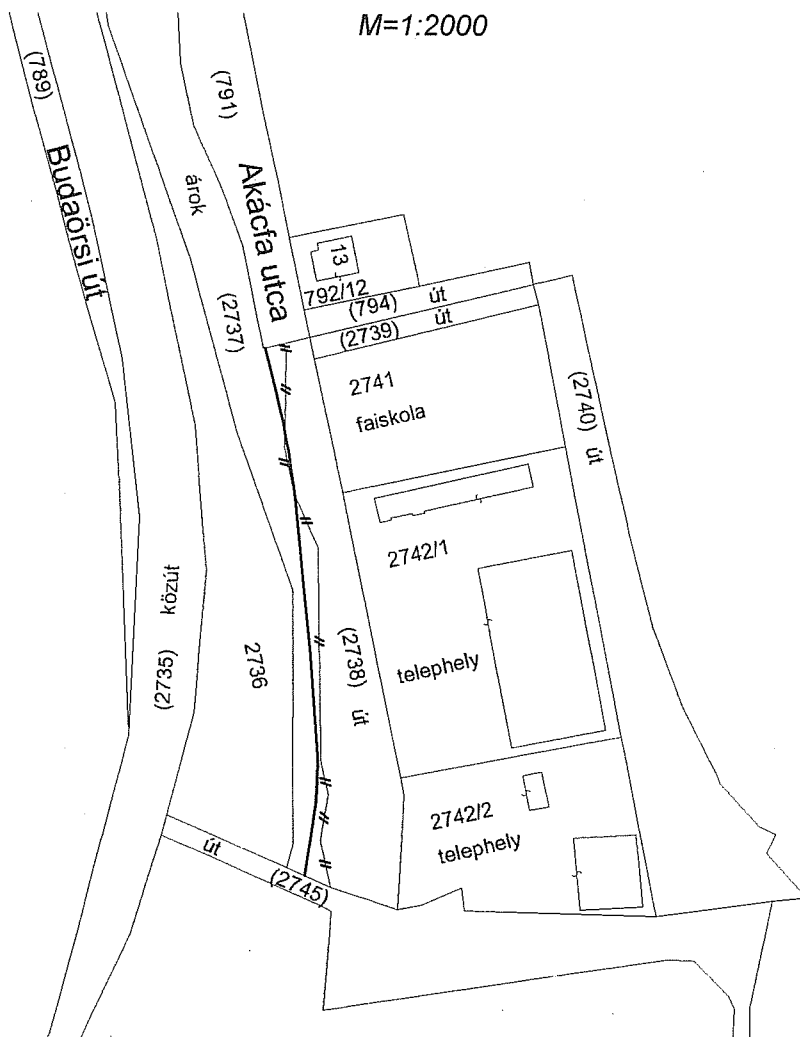 M=1:2000
(789)
Budaörsi út
(791)
Akácfa utca
árok
(2737)
13
792/12
(794) út
(2739) út
2741
faiskola
(2740) út
2742/1
telephely
(2738) út
közút
(2735)
2736
2742/2
telephely
út
(2745)